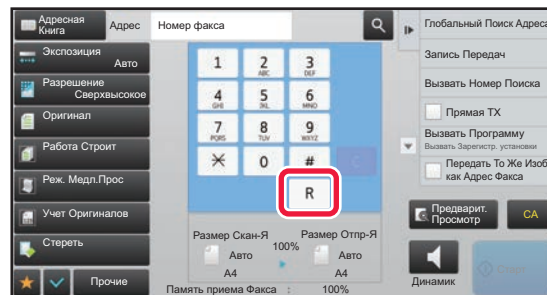 Адресная
Книга
Адрес
Номер факса
Экспозиция
Авто
Разрешение
Сверхвысокое
Оригинал
Работа Строит
Реж. Медл.Прос
Учет Оригиналов
Стереть
Прочие
1
2
ABC
3
DEF
4
GHI
5
JKL
6
MNO
7
PQRS
8
TUV
9
WXYZ
0
#
C
R
Размер Скан-Я
100%
Размер Отпр-Я
Авто
A4
Авто
A4
Память приема Факса : 100%
Глобальный Поиск Адреса
Запись Передач
Вызвать Номер Поиска
Прямая TX
Вызвать Программу
Вызвать Зарегистр. установки
Передать То Же Изоб
как Адрес Факса
Предварит.
Просмотр
CA
Динамик
Старт